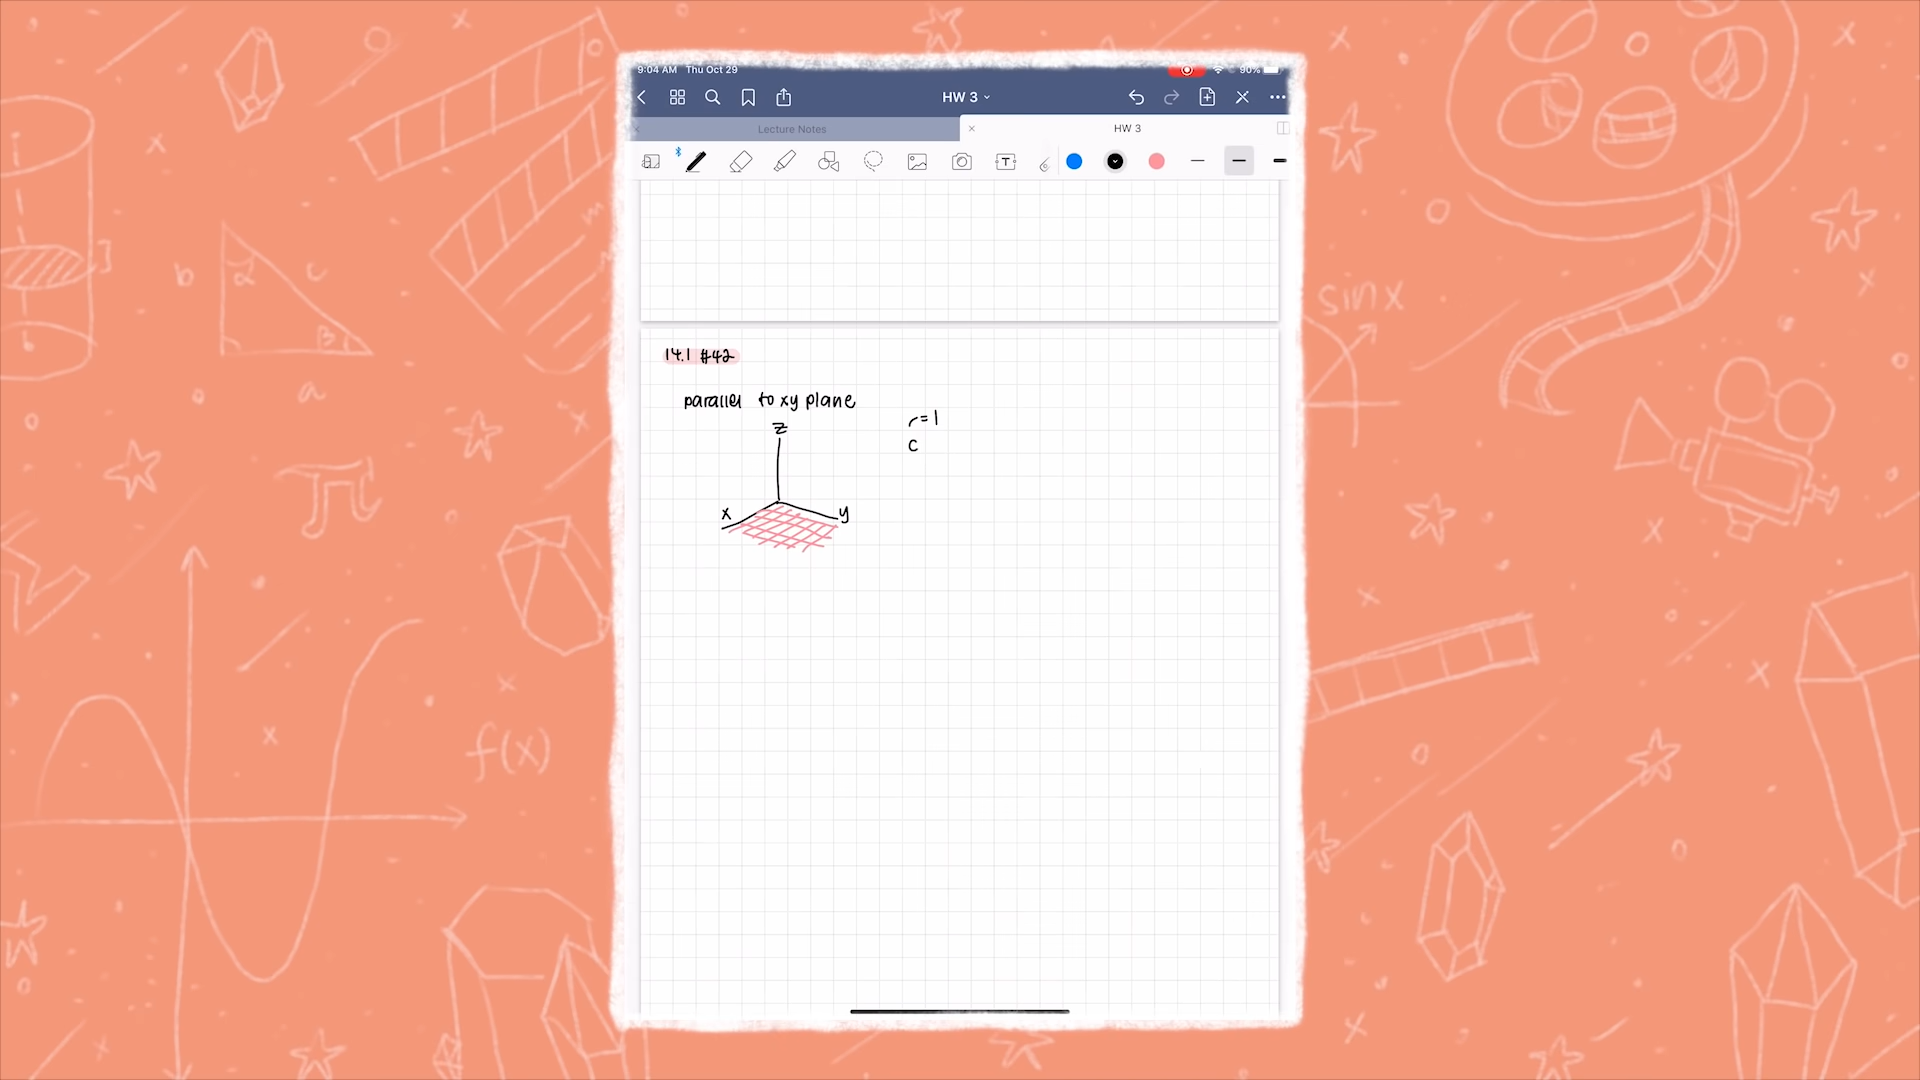 9:04 AM Thu Oct 29
90%
HW 3
Lecture Notes
HW 3
T
14.1 #42
parallel to xy plane
z
x
y
r=1
c
b
c
α
β
a
π
f(x)
sinx